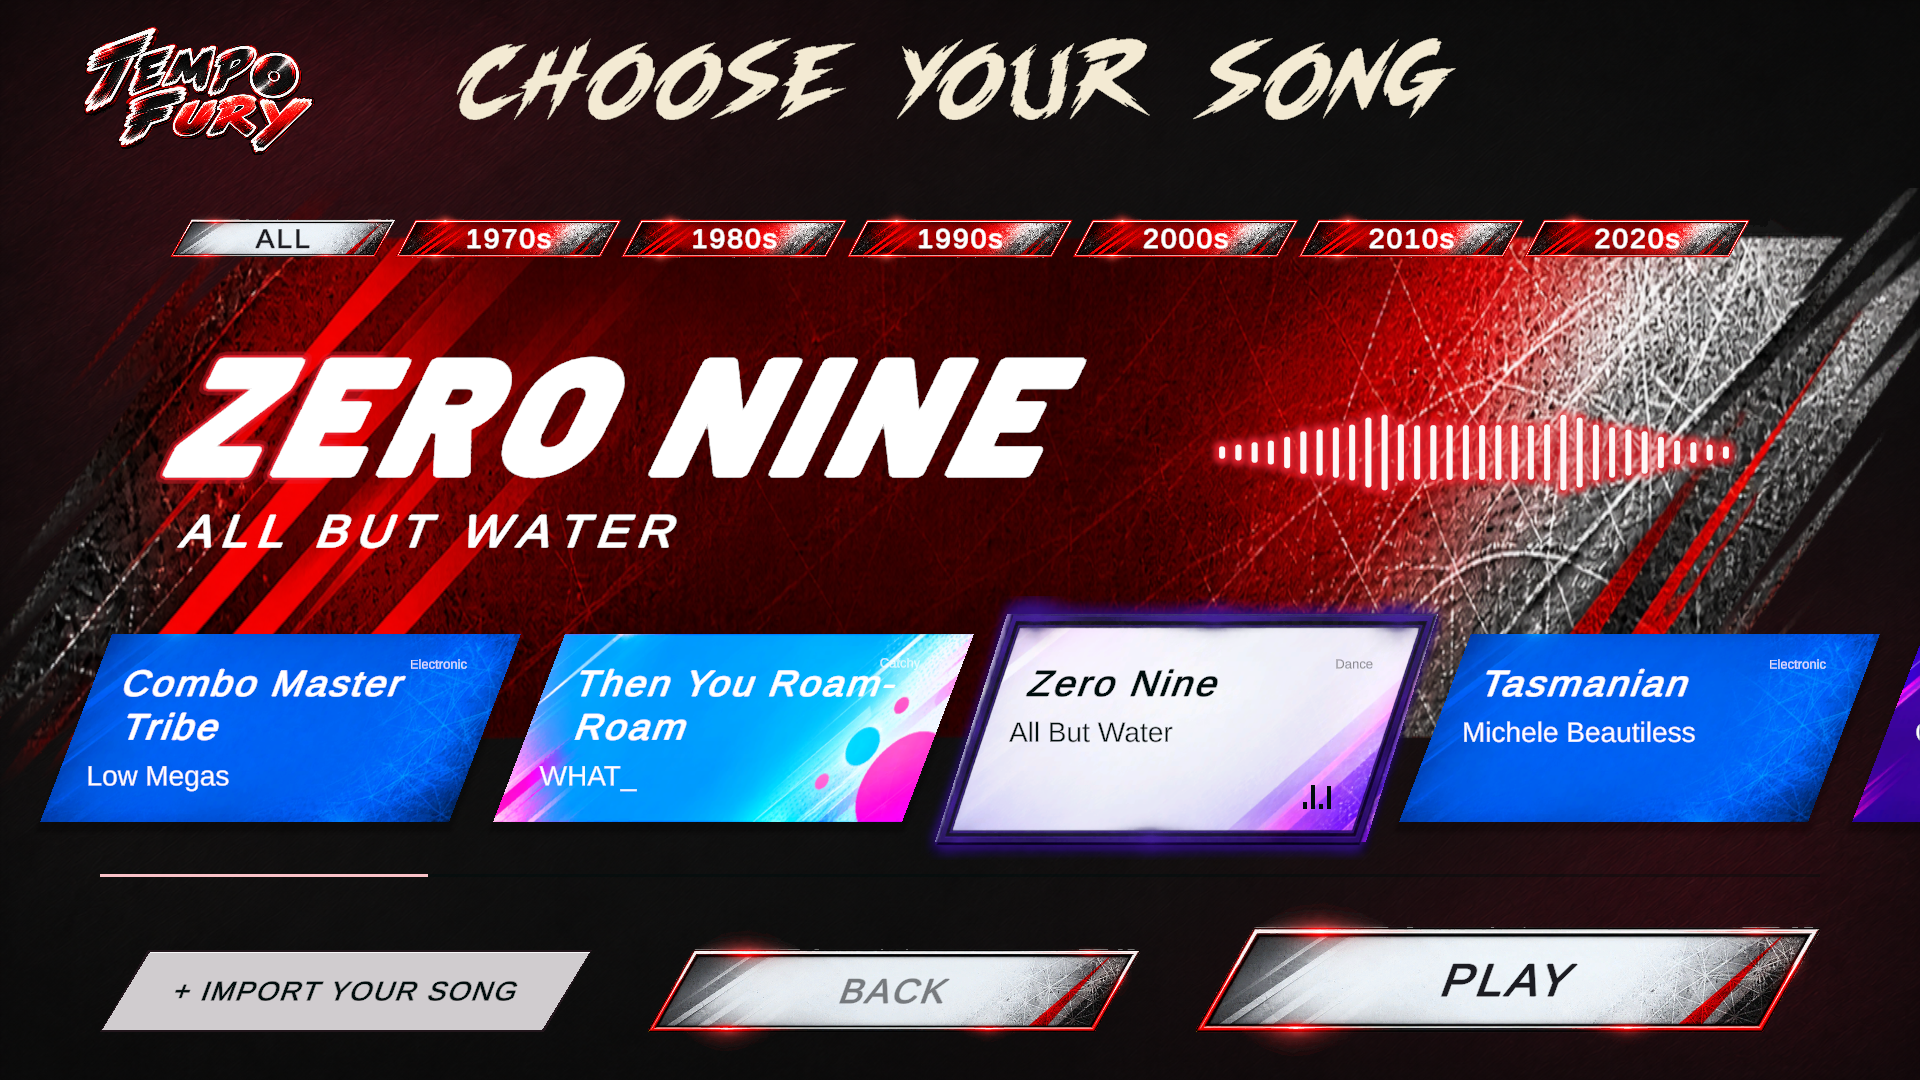 TEMPO
FURY
CHOOSE YOUR SONG
ALL
1970s
1980s
1990s
2000s
2010s
2020s
ZERO NINE
ALL BUT WATER
Combo Master
Tribe
Electronic
Low Megas
Then You Roam-
Roam
Catchy
WHAT_
Zero Nine
Dance
All But Water
Tasmanian
Electronic
Michele Beautiless
+ IMPORT YOUR SONG
BACK
PLAY